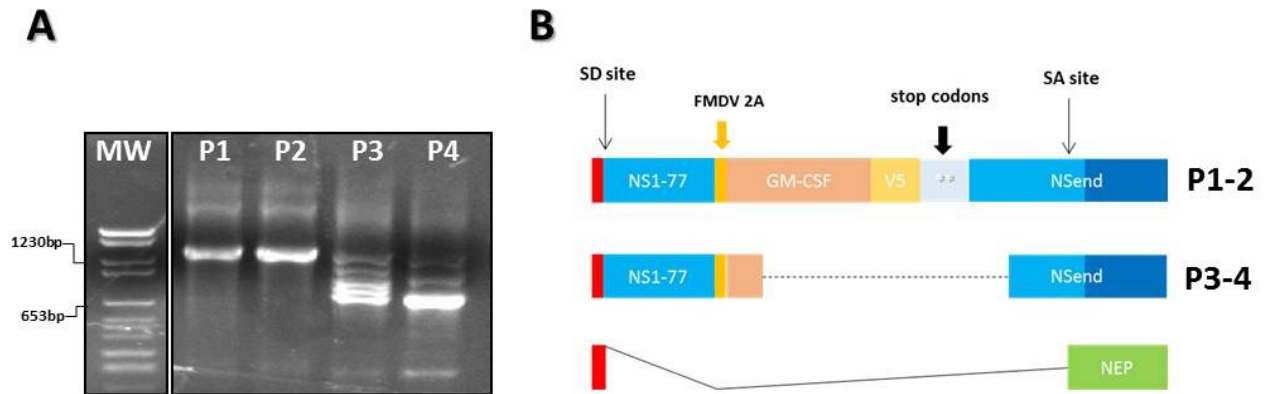 A
B
MW P1 P2 P3 P4
1230bp
653bp
SD site
FMDV 2A
stop codons
SA site
NS1-77 GM-CSF V5 ** NSend P1-2
NS1-77 NSend P3-4
NEP